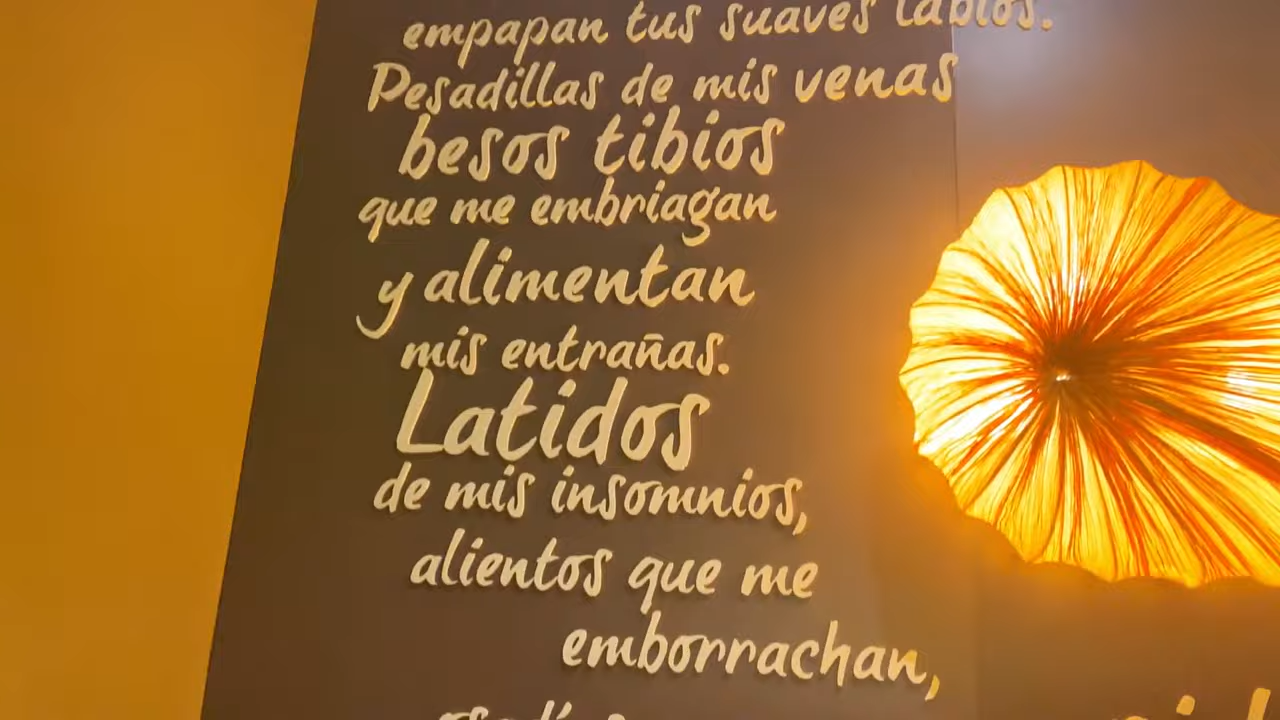 empapan tus suaves labios.
Pesadillas de mis venas
besos tibios
que me embriagan
y alimentan
mis entrañas.
Latidos
de mis insomnios,
alientos que me
emborrachan,